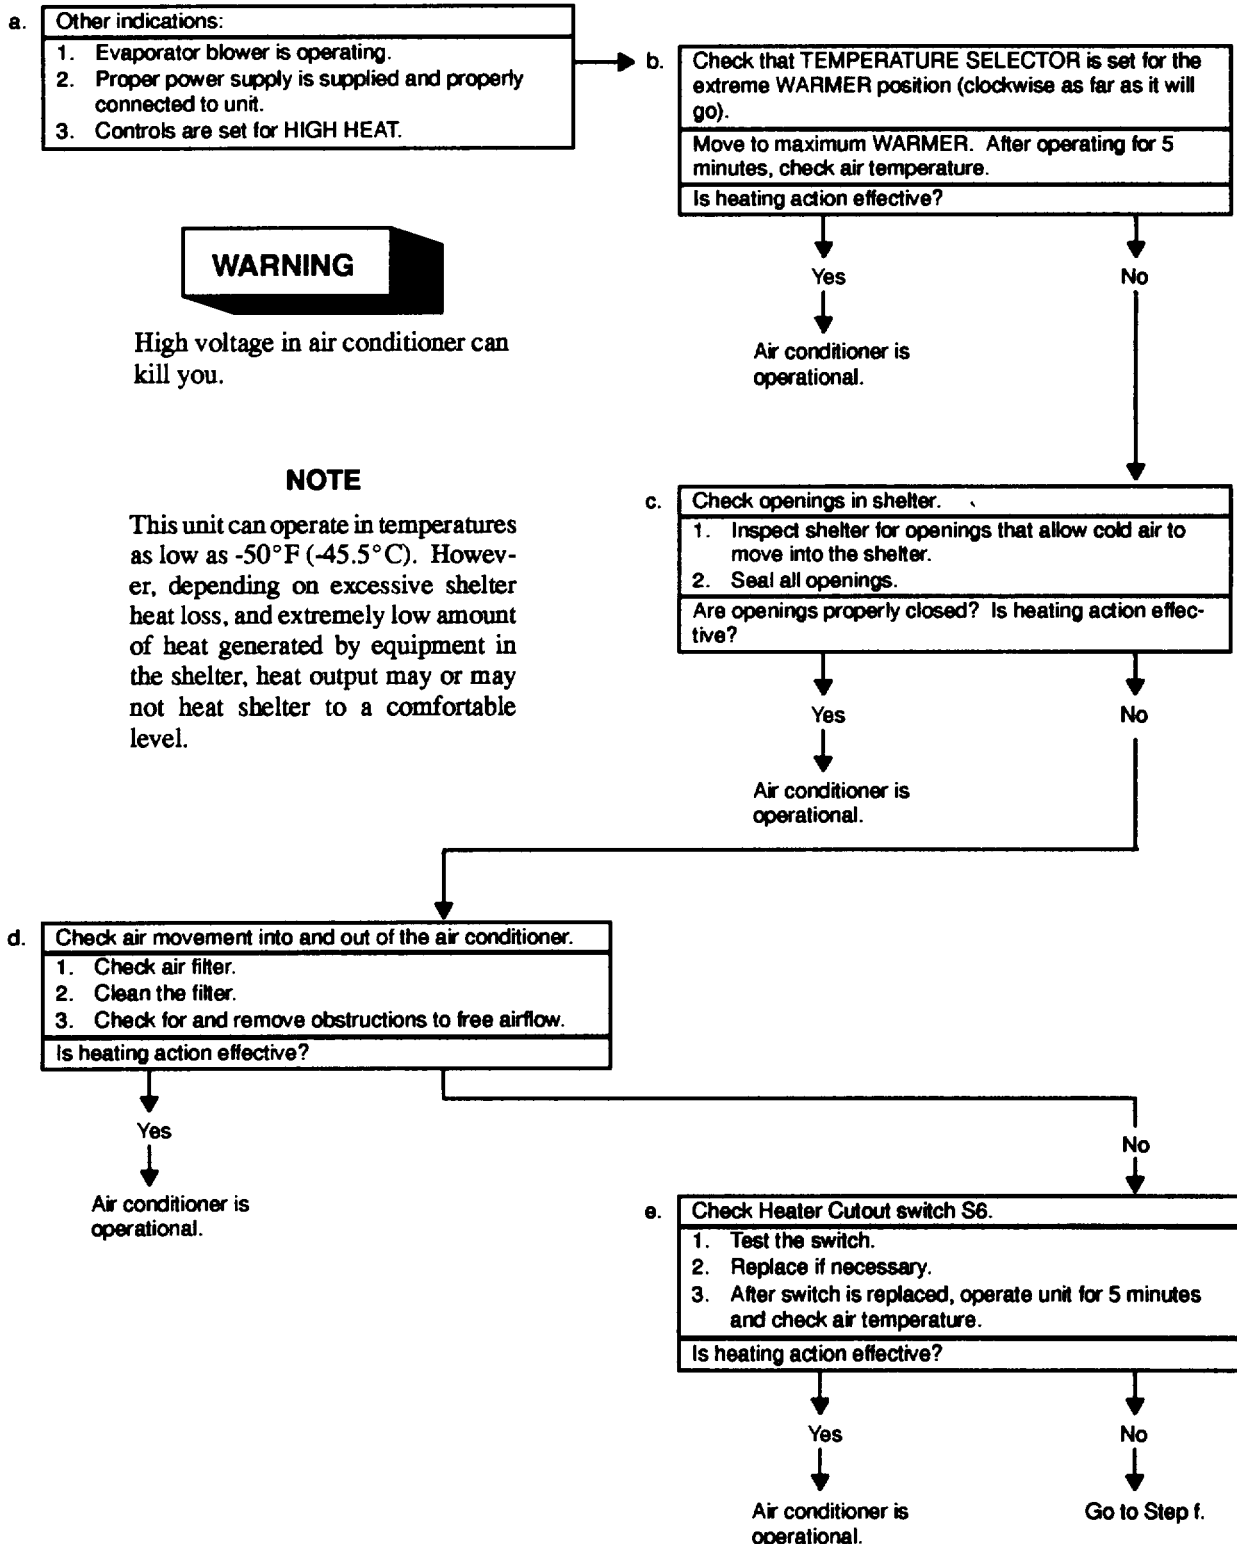 a. Other indications:
1. Evaporator blower is operating.
2. Proper power supply is supplied and properly
connected to unit.
3. Controls are set for HIGH HEAT.
b. Check that TEMPERATURE SELECTOR is set for the
extreme WARMER position (clockwise as far as it will
go).
Move to maximum WARMER. After operating for 5
minutes, check air temperature.
Is heating action effective?
Yes
No
Air conditioner is
operational.
WARNING
High voltage in air conditioner can
kill you.
NOTE
This unit can operate in temperatures
as low as -50°F (-45.5°C). Howev-
er, depending on excessive shelter
heat loss, and extremely low amount
of heat generated by equipment in
the shelter, heat output may or may
not heat shelter to a comfortable
level.
c. Check openings in shelter.
1. Inspect shelter for openings that allow cold air to
move into the shelter.
2. Seal all openings.
Are openings properly closed? Is heating action effec-
tive?
Yes
No
Air conditioner is
operational.
d. Check air movement into and out of the air conditioner.
1. Check air filter.
2. Clean the filter.
3. Check for and remove obstructions to free airflow.
Is heating action effective?
Yes
No
Air conditioner is
operational.
e. Check Heater Cutout switch S6.
1. Test the switch.
2. Replace if necessary.
3. After switch is replaced, operate unit for 5 minutes
and check air temperature.
Is heating action effective?
Yes
No
Air conditioner is
operational.
Go to Step f.